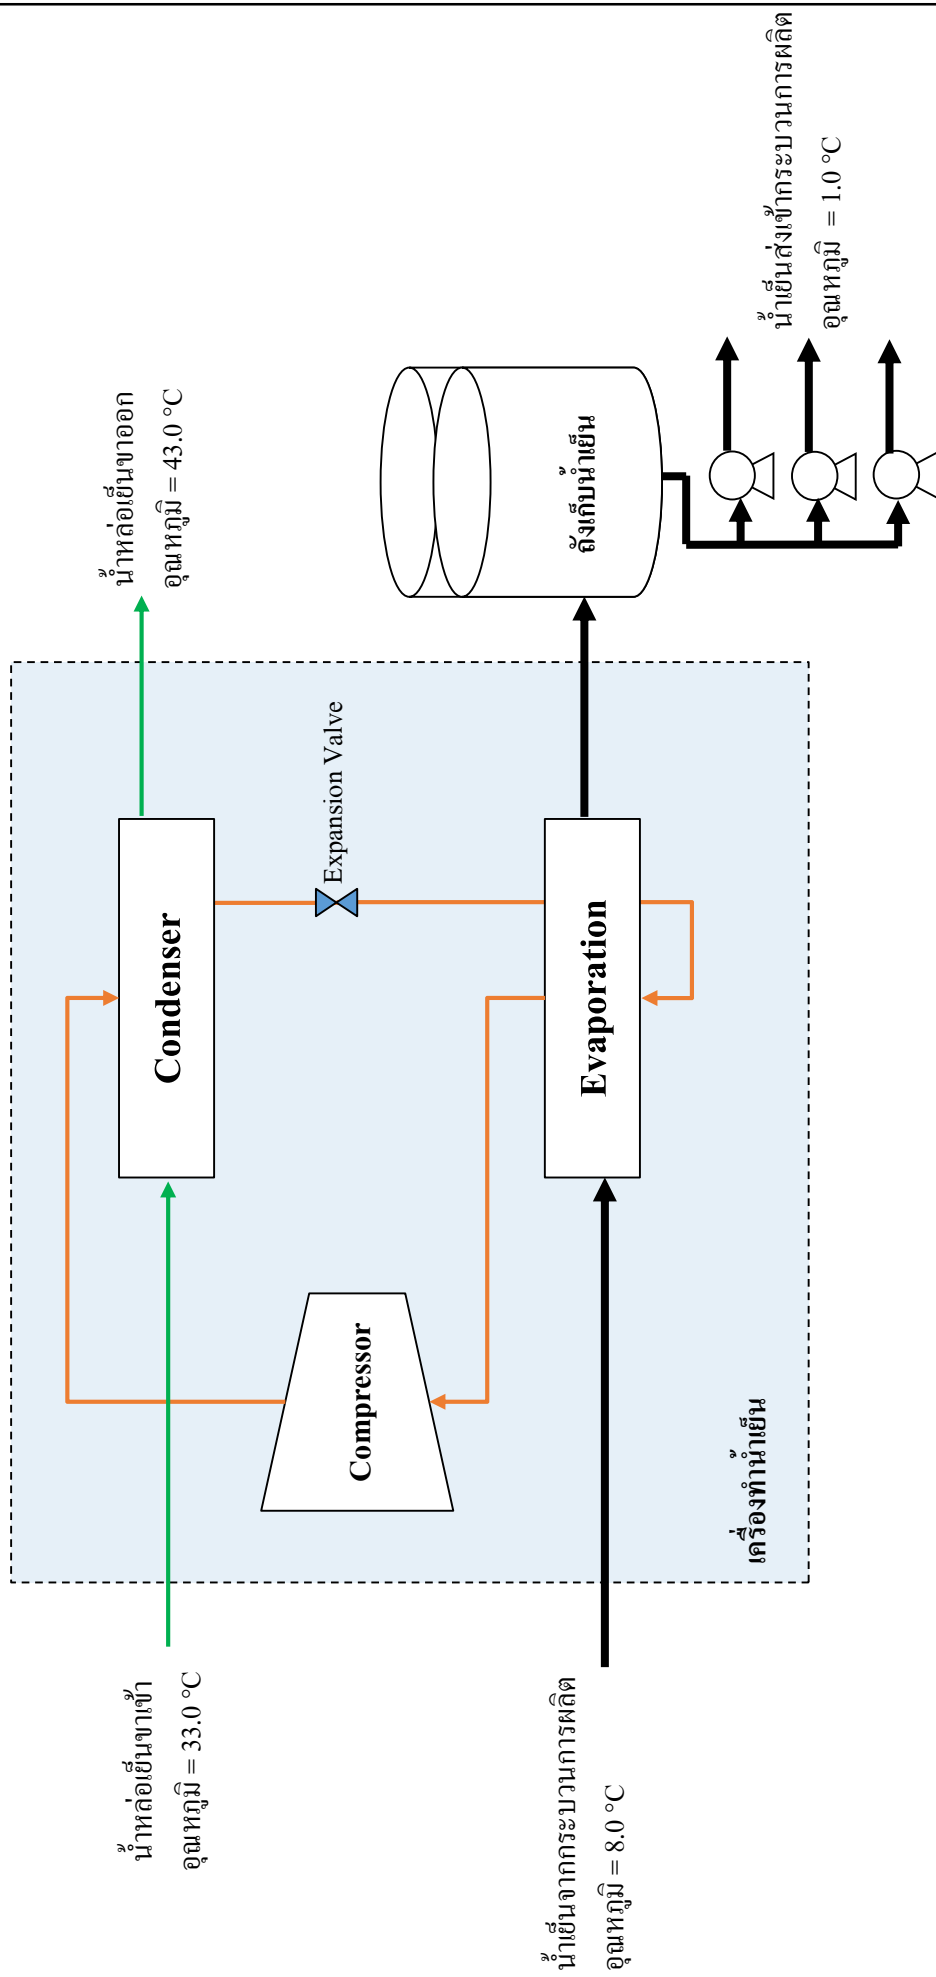 น้ำหล่อเย็นขาเข้า
อุณหภูมิ = 33.0 °C
น้ำหล่อเย็นขาออก
อุณหภูมิ = 43.0 °C
Condenser
Expansion Valve
Compressor
Evaporation
เครื่องทำน้ำเย็น
น้ำเย็นจากกระบวนการผลิต
อุณหภูมิ = 8.0 °C
ถังเก็บน้ำเย็น
น้ำเย็นส่งเข้ากระบวนการผลิต
อุณหภูมิ = 1.0 °C